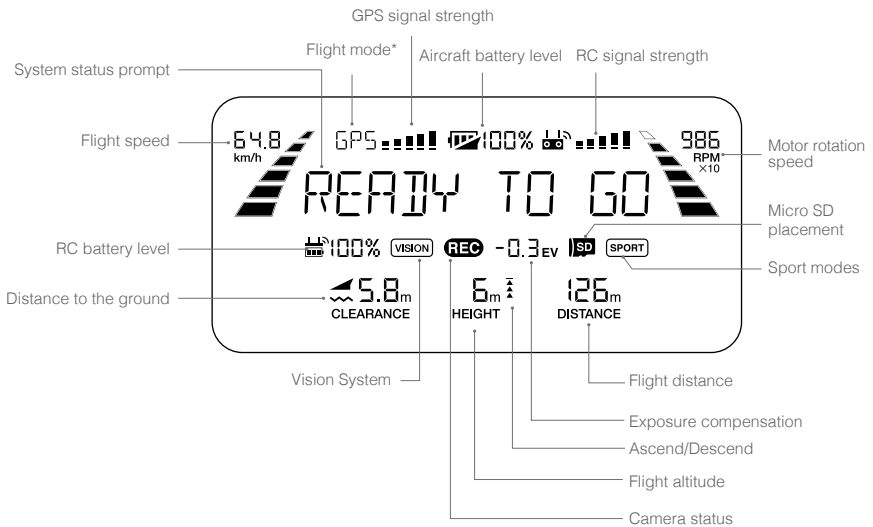 GPS signal strength
Flight mode*
Aircraft battery level
RC signal strength
System status prompt
Flight speed
64.8
km/h
GPS
100%
986
RPM
×10
Motor rotation
speed
READY TO GO
Micro SD
placement
RC battery level
100%
VISION
REC
-0.3 EV
SD
SPORT
Sport modes
Distance to the ground
5.8m
CLEARANCE
6m
HEIGHT
126m
DISTANCE
Vision System
Flight distance
Exposure compensation
Ascend/Descend
Flight altitude
Camera status